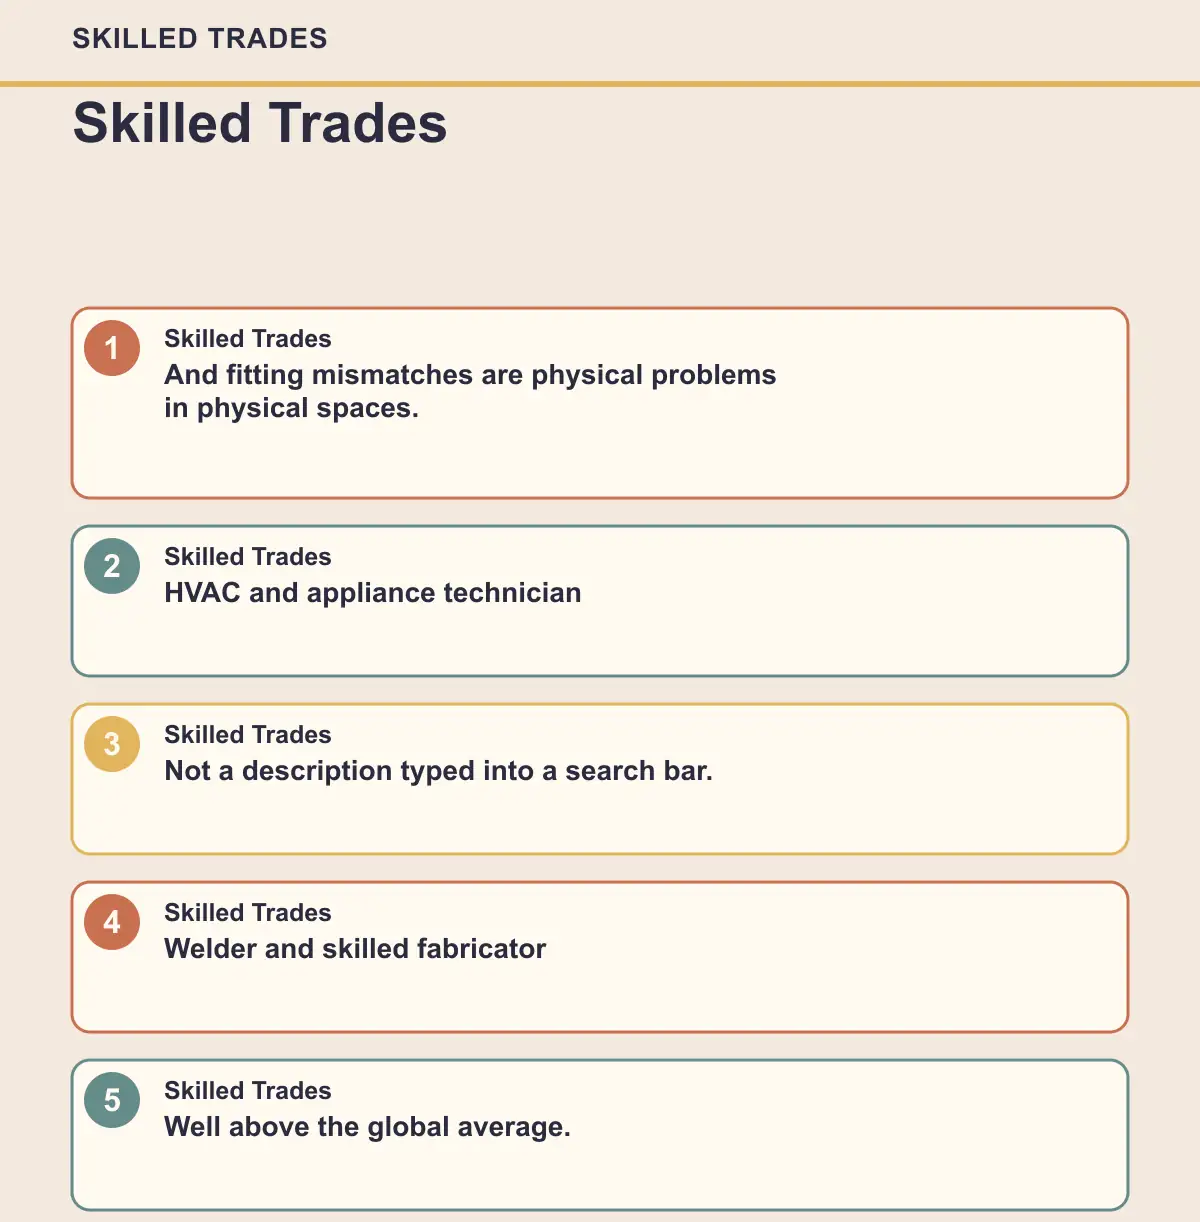 SKILLED TRADES
Skilled Trades
1
Skilled Trades
And fitting mismatches are physical problems
in physical spaces.
2
Skilled Trades
HVAC and appliance technician
3
Skilled Trades
Not a description typed into a search bar.
4
Skilled Trades
Welder and skilled fabricator
5
Skilled Trades
Well above the global average.